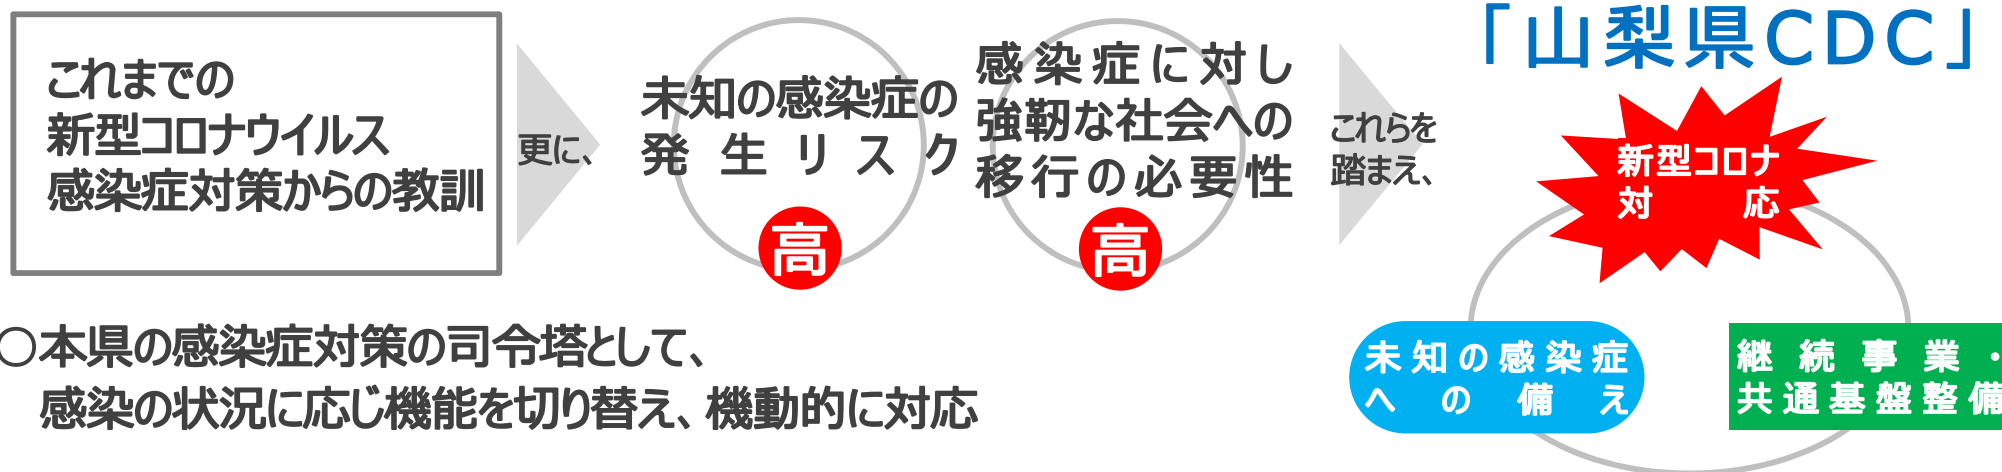 これまでの
新型コロナウイルス
感染症対策からの教訓
更に、
未知の感染症の
発生リスク
高
感染症に対し
強靭な社会への
移行の必要性
高
これらを
踏まえ、
「山梨県CDC」
新型コロナ
対応
未知の感染症
への備え
継続事業・
共通基盤整備
○本県の感染症対策の司令塔として、
感染の状況に応じ機能を切り替え、機動的に対応